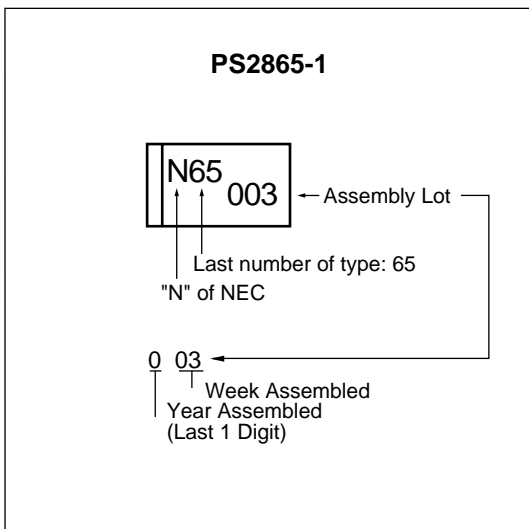 PS2865-1
N65
003
Assembly Lot
Last number of type: 65
"N" of NEC
0 03
Week Assembled
Year Assembled
(Last 1 Digit)